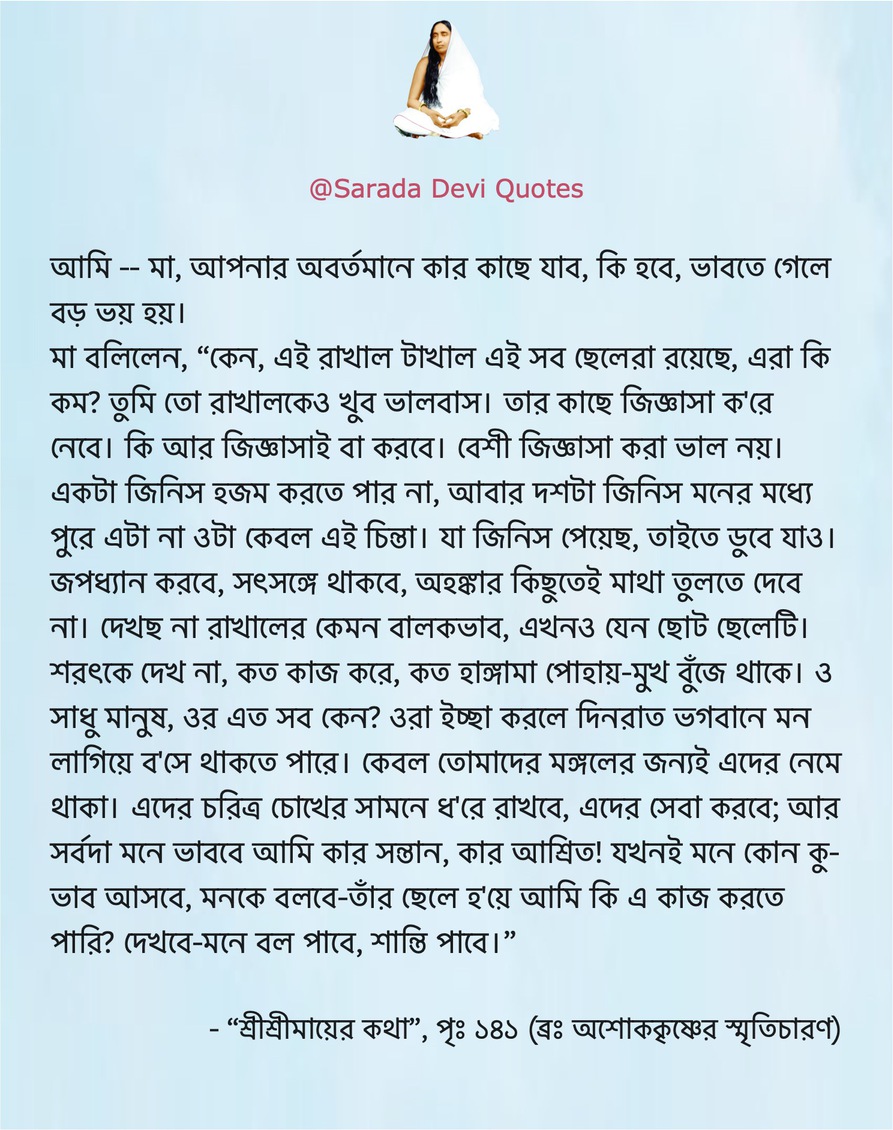 @Sarada Devi Quotes
আমি -- মা, আপনার অবর্তমানে কার কাছে যাব, কি হবে, ভাবতে গেলে
বড় ভয় হয়।
মা বলিলেন, “কেন, এই রাখাল টাখাল এই সব ছেলেরা রয়েছে, এরা কি
কম? তুমি তো রাখালকেও খুব ভালবাস। তার কাছে জিজ্ঞাসা ক'রে
নেবে। কি আর জিজ্ঞাসাই বা করবে। বেশী জিজ্ঞাসা করা ভাল নয়।
একটা জিনিস হজম করতে পার না, আবার দশটা জিনিস মনের মধ্যে
পুরে এটা না ওটা কেবল এই চিন্তা। যা জিনিস পেয়েছ, তাইতে ডুবে যাও।
জপধ্যান করবে, সৎসঙ্গে থাকবে, অহঙ্কার কিছুতেই মাথা তুলতে দেবে
না। দেখছ না রাখালের কেমন বালকভাব, এখনও যেন ছোট ছেলেটি।
শরৎকে দেখ না, কত কাজ করে, কত হাঙ্গামা পোহায়-মুখ বুঁজে থাকে। ও
সাধু মানুষ, ওর এত সব কেন? ওরা ইচ্ছা করলে দিনরাত ভগবানে মন
লাগিয়ে ব'সে থাকতে পারে। কেবল তোমাদের মঙ্গলের জন্যই এদের নেমে
থাকা। এদের চরিত্র চোখের সামনে ধ'রে রাখবে, এদের সেবা করবে; আর
সর্বদা মনে ভাববে আমি কার সন্তান, কার আশ্রিত! যখনই মনে কোন কু-
ভাব আসবে, মনকে বলবে-তাঁর ছেলে হ'য়ে আমি কি এ কাজ করতে
পারি? দেখবে-মনে বল পাবে, শান্তি পাবে।”
- “শ্রীশ্রীমায়ের কথা”, পৃঃ ১৪১ (ব্রঃ অশোককৃষ্ণের স্মৃতিচারণ)